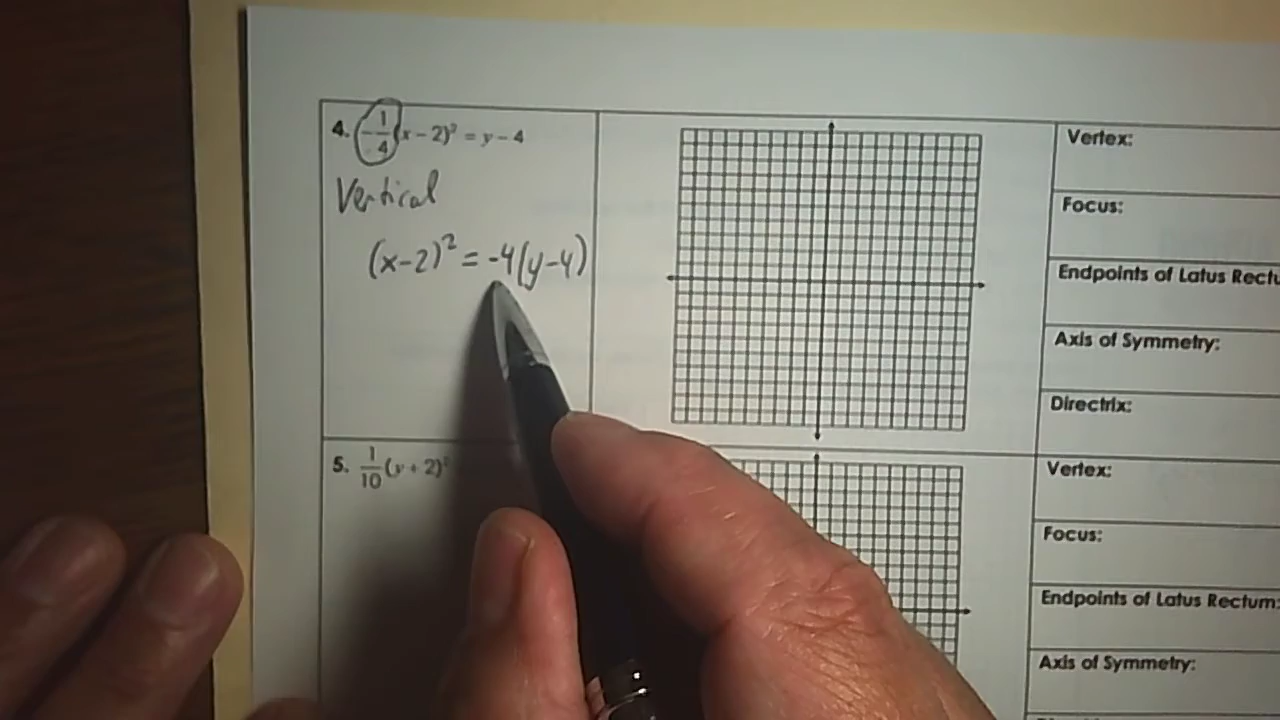 4. -1/4(x - 2)² = y - 4
Vertical
(x-2)² = -4(y-4)
Vertex:
Focus:
Endpoints of Latus Rectu
Axis of Symmetry:
Directrix:
5. 1/10(y + 2)²
Vertex:
Focus:
Endpoints of Latus Rectum:
Axis of Symmetry: